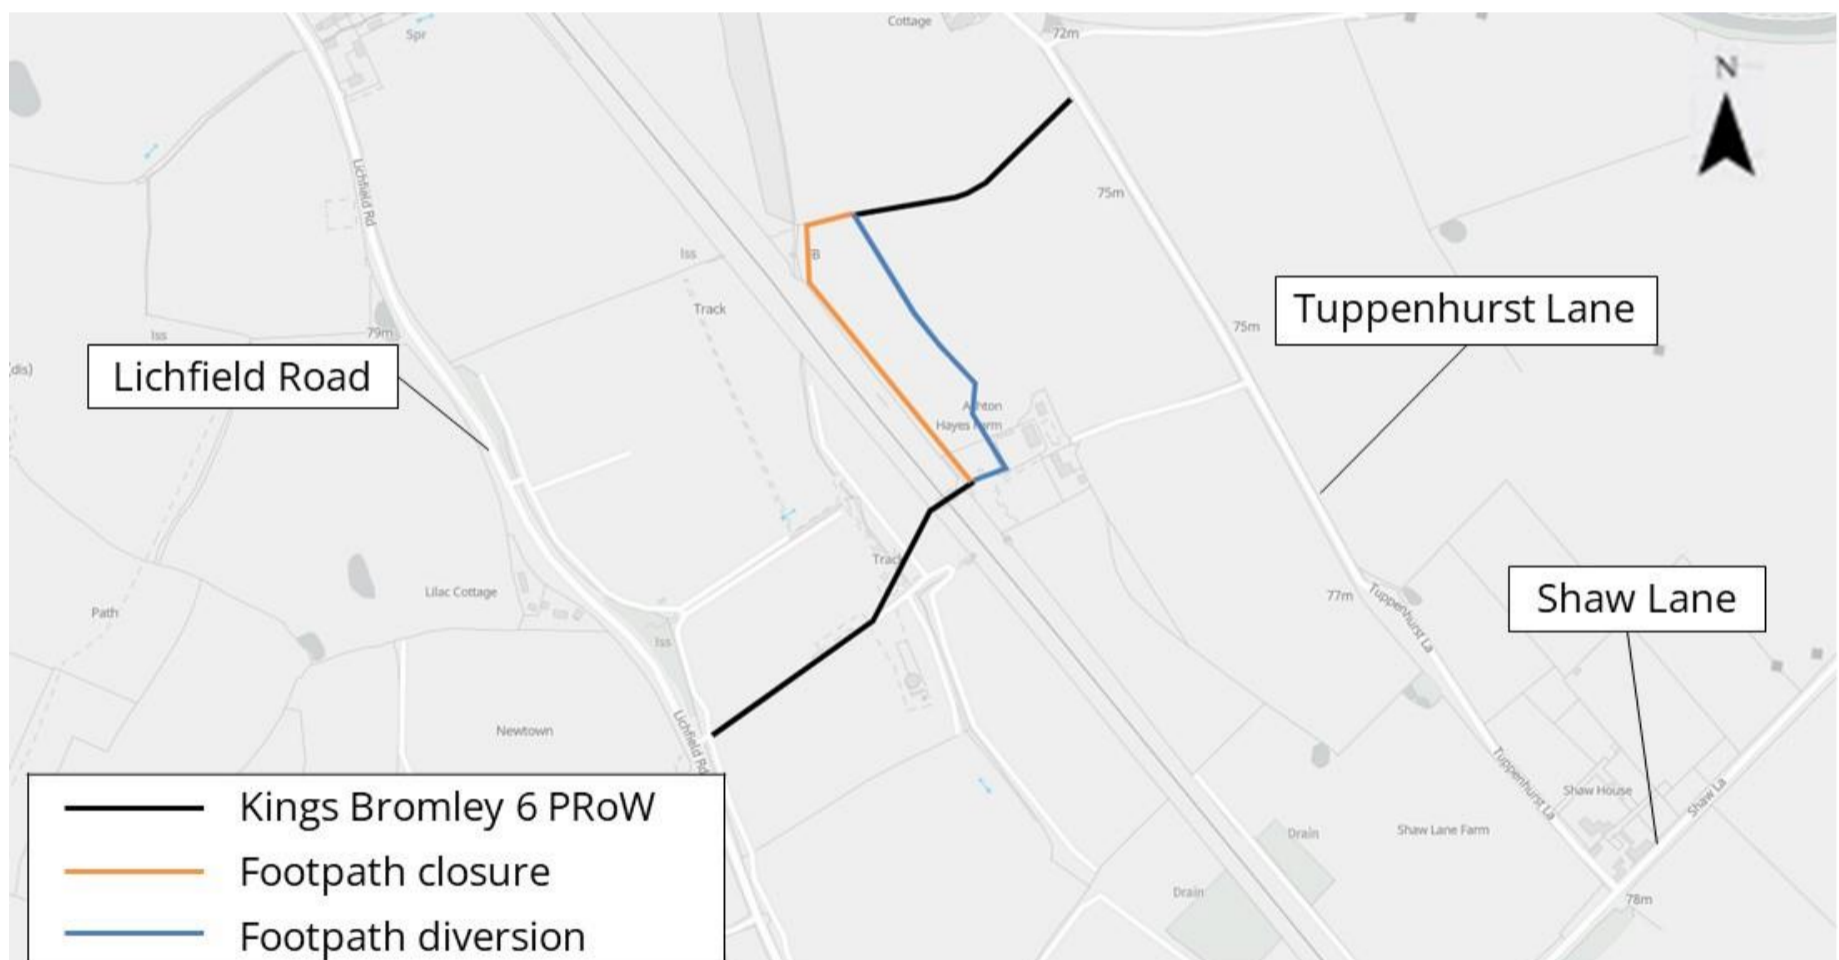 Cottage
Spr
72m
N
Lichfield Rd
75m
Iss
B
Track
Tuppenhurst Lane
75m
Iss
79m
(dis)
Lichfield Road
Hayes Farm
Track
Lilac Cottage
Path
77m
Tuppenhurst La
Shaw Lane
Iss
Newtown
Lichfield Rd
Tuppenhurst La
Shaw House
Shaw La
Drain
Shaw Lane Farm
Drain
78m
Kings Bromley 6 PRoW
Footpath closure
Footpath diversion